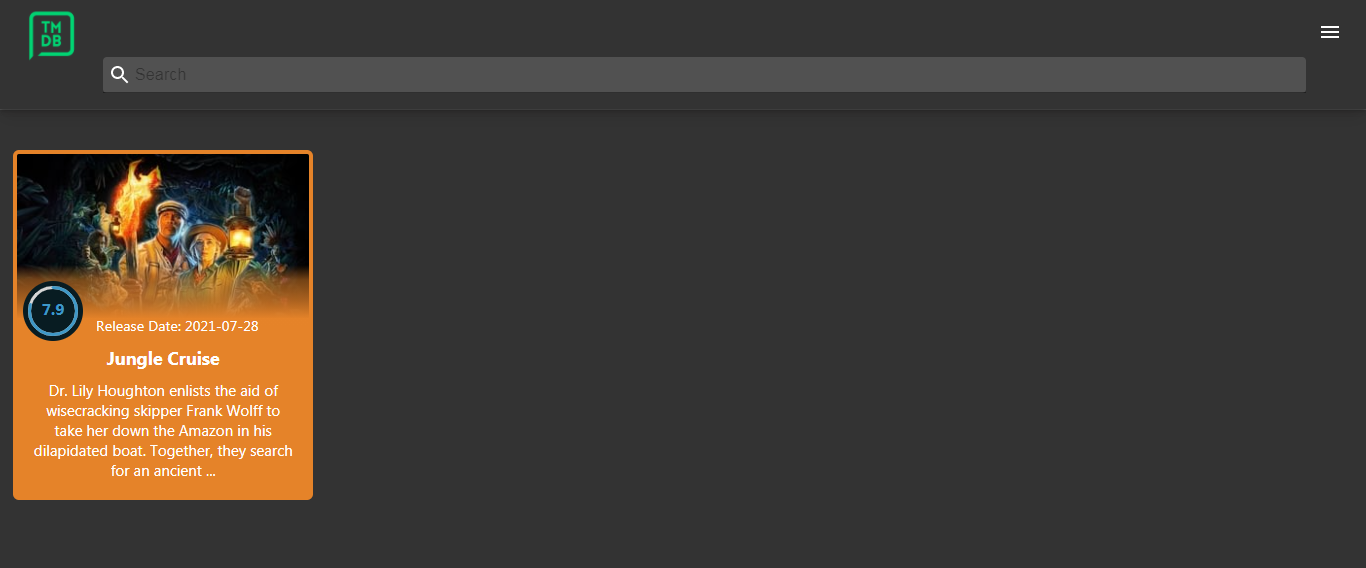 TM
DB
Search
7.9
Release Date: 2021-07-28
Jungle Cruise
Dr. Lily Houghton enlists the aid of
wisecracking skipper Frank Wolff to
take her down the Amazon in his
dilapidated boat. Together, they search
for an ancient ...